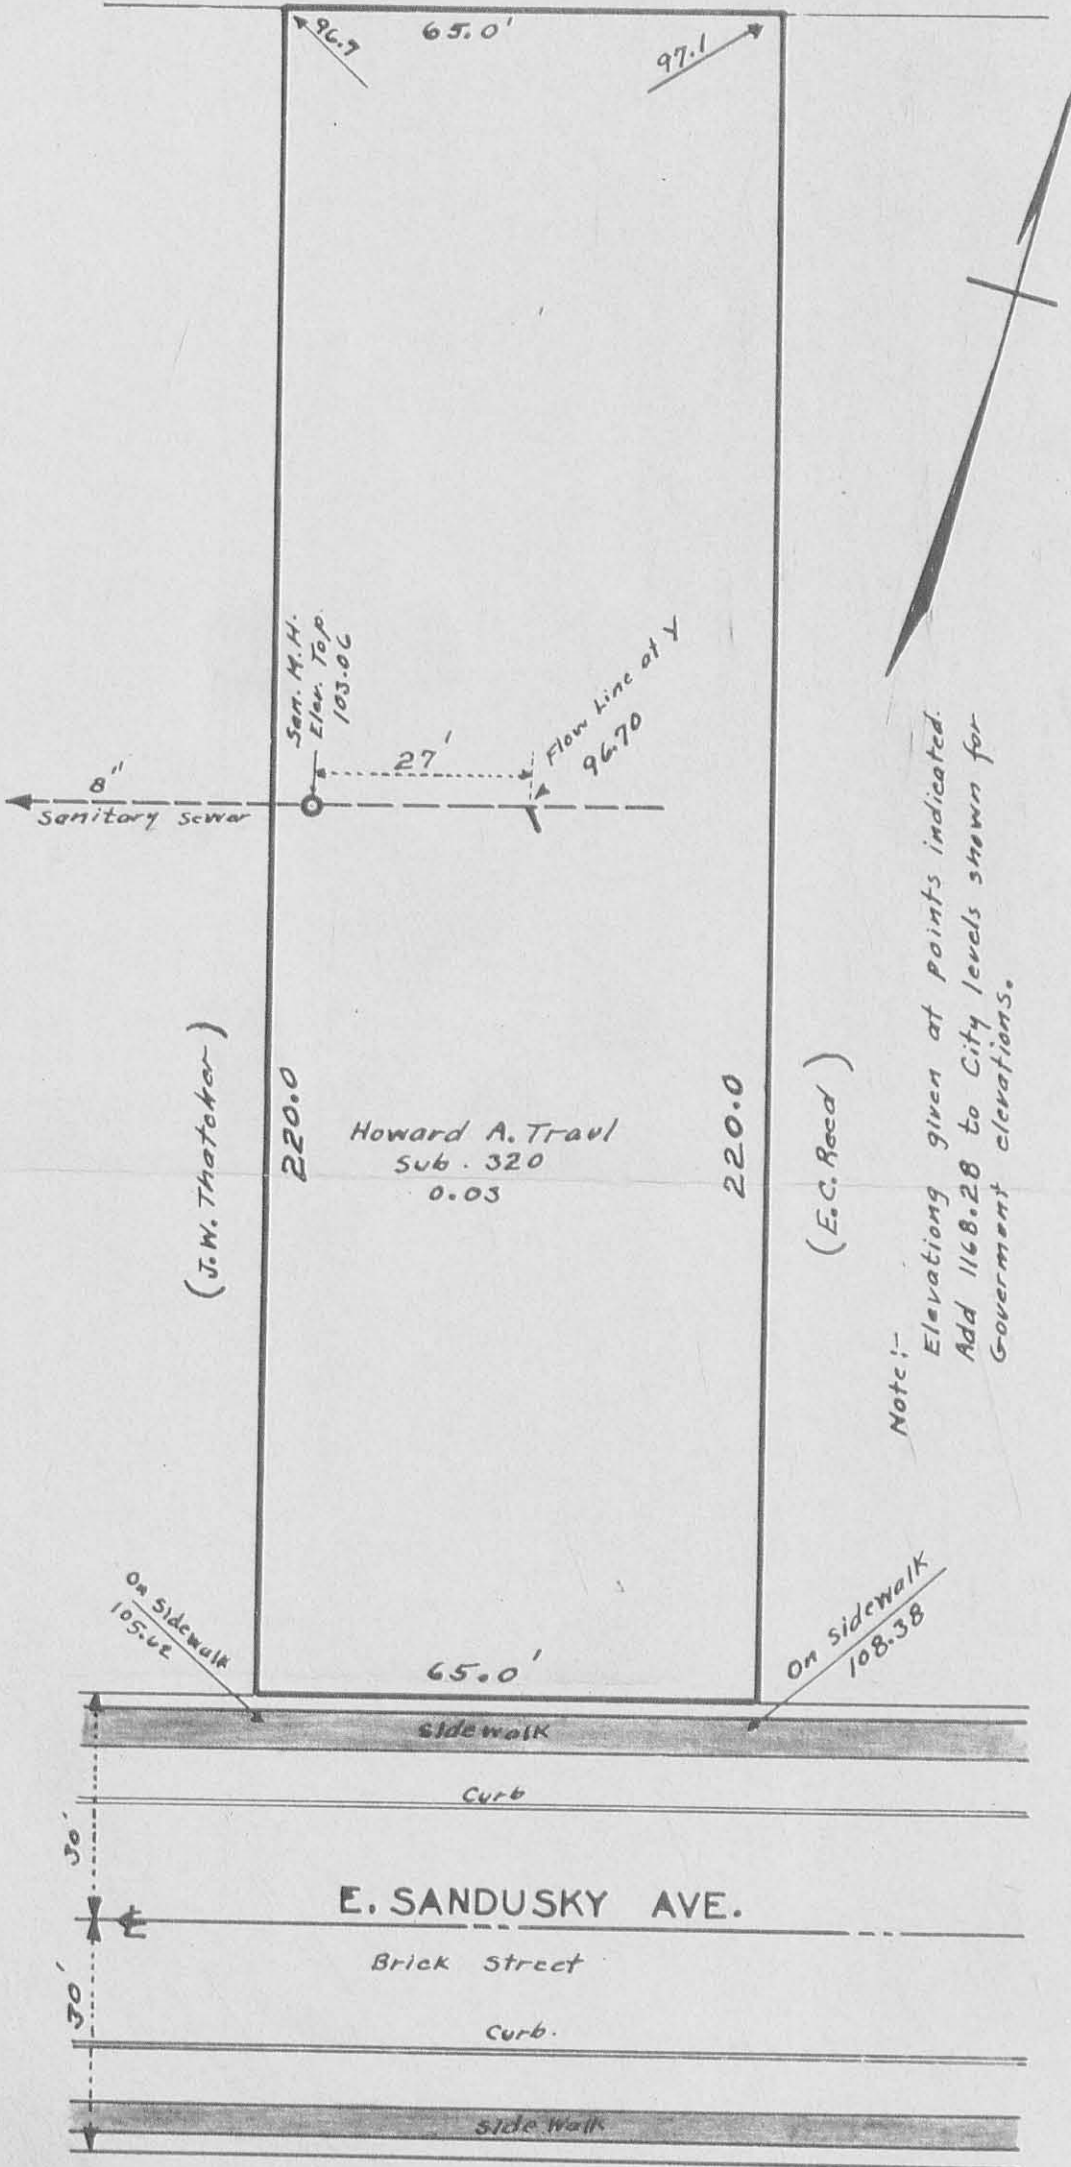 65.0'
96.7
97.1
San. M.H.
Elev. Top
103.06
27'
Flow Line at Y
96.70
8"
Sanitary Sewer
(J.W. Thatcher)
220.0
Howard A. Traul
Sub. 320
0.03
220.0
(E.C. Reed)
Note:-
Elevationg given at points indicated.
Add 1168.28 to City levels shown for
Goverment elevations.
On Sidewalk
105.62
65.0'
On Sidewalk
108.38
Sidewalk
Curb
30'
E. SANDUSKY AVE.
Brick Street
30'
Curb.
Side Walk